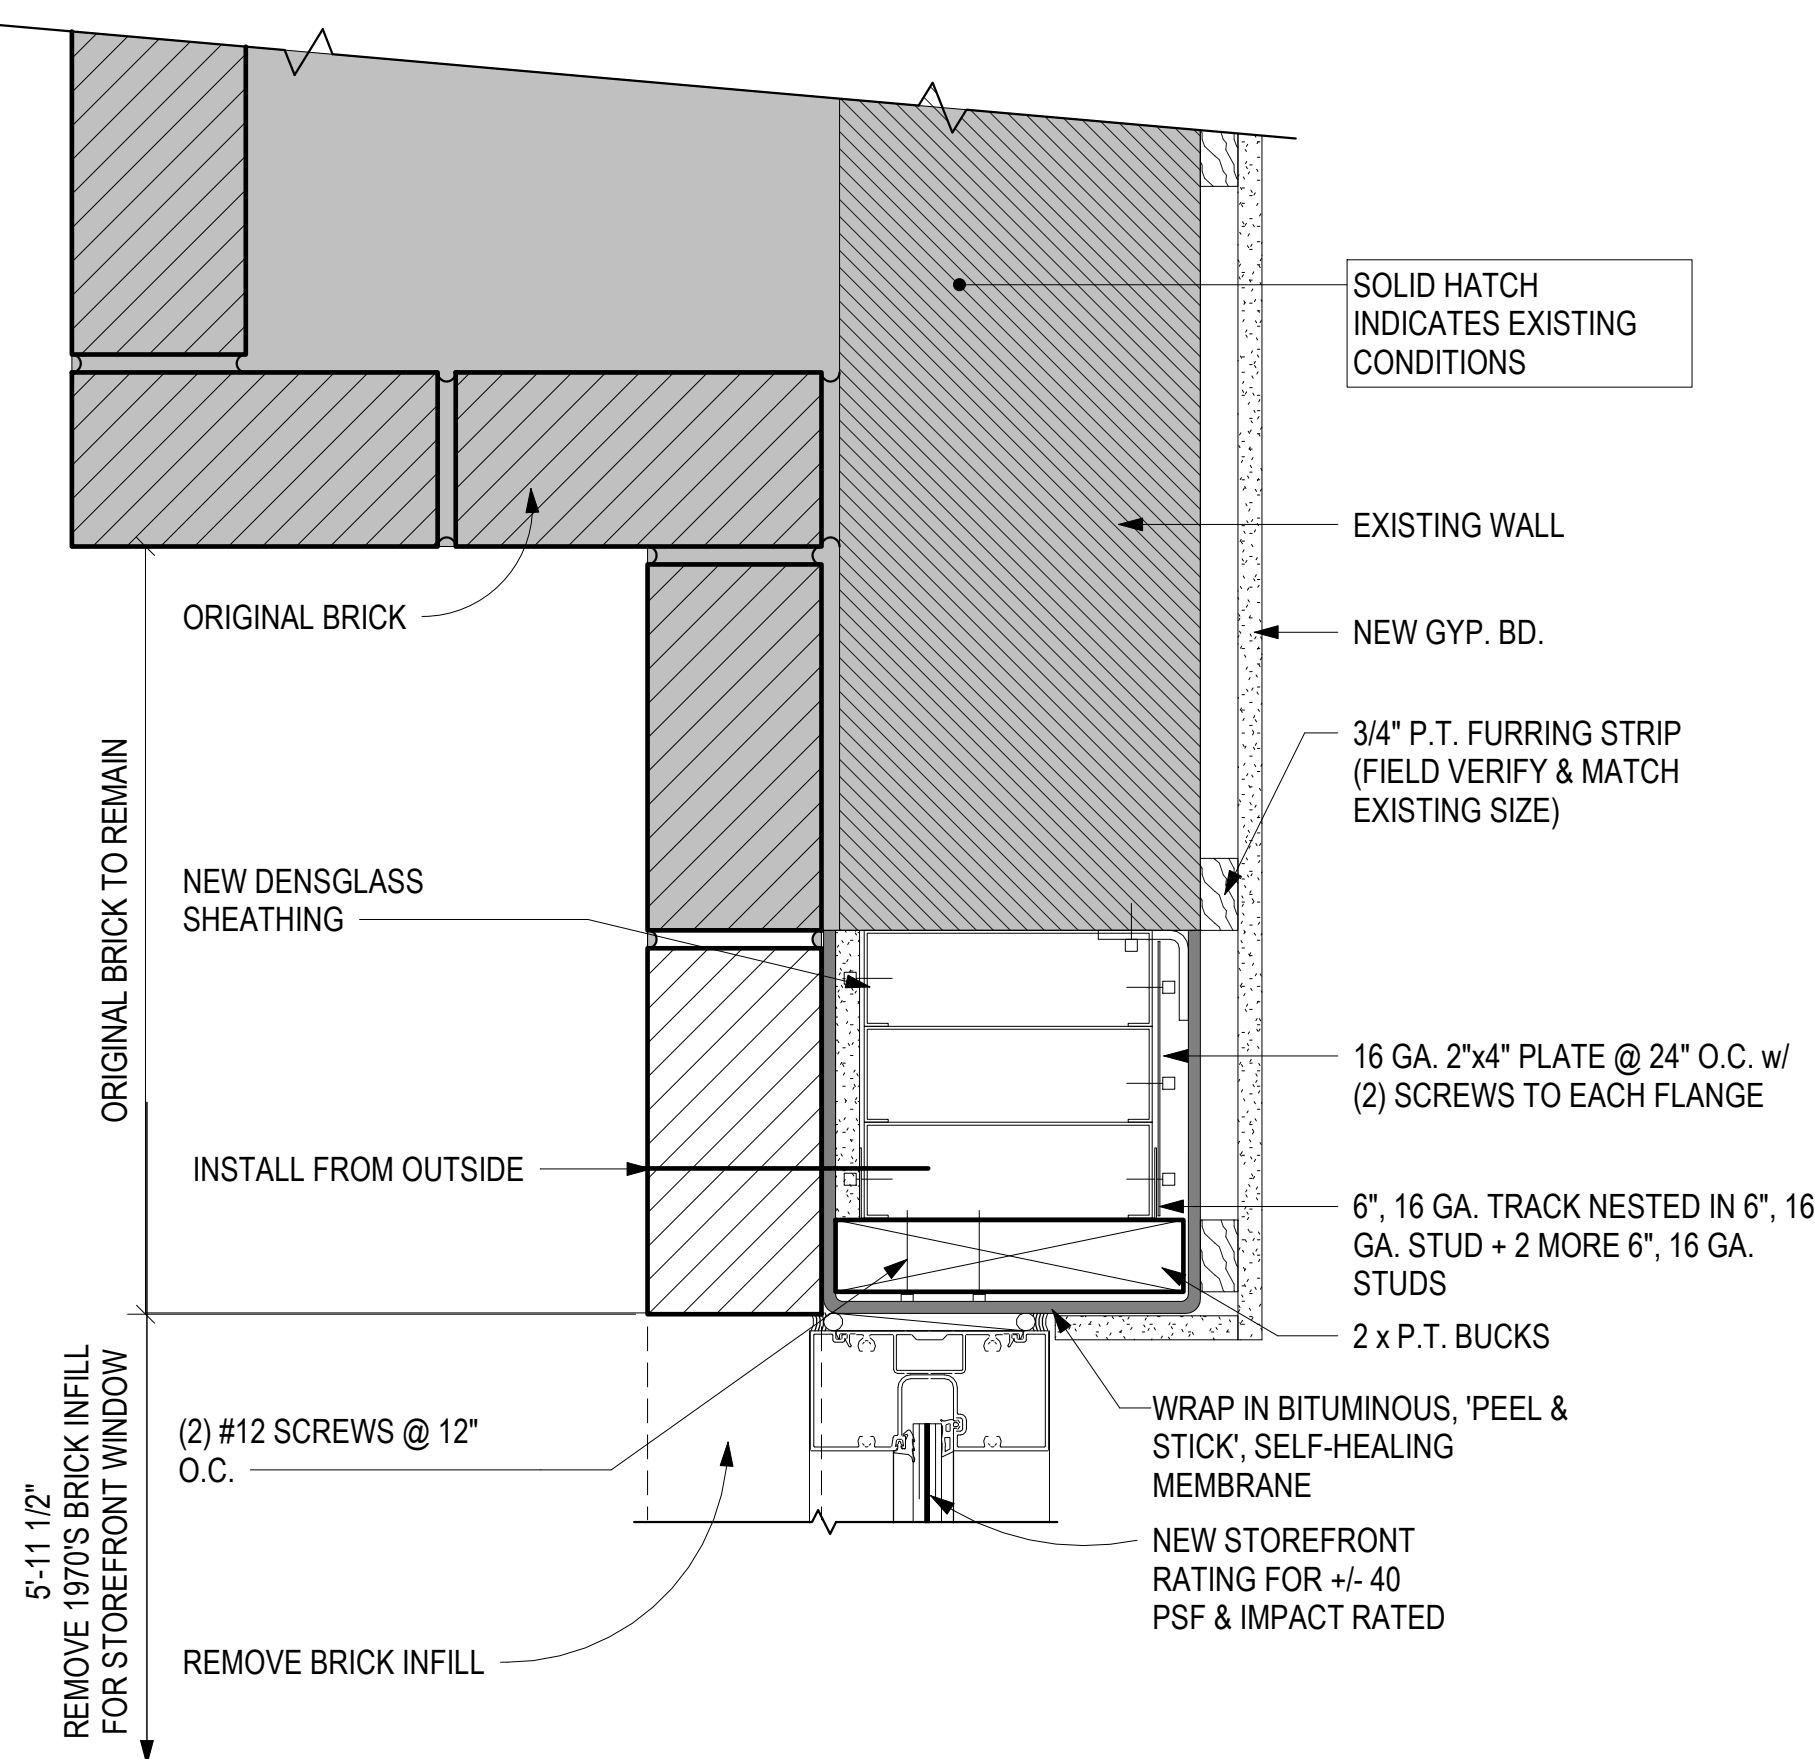 SOLID HATCH
INDICATES EXISTING
CONDITIONS
EXISTING WALL
ORIGINAL BRICK
NEW GYP. BD.
3/4" P.T. FURRING STRIP
(FIELD VERIFY & MATCH
EXISTING SIZE)
ORIGINAL BRICK TO REMAIN
NEW DENSGLASS
SHEATHING
16 GA. 2"x4" PLATE @ 24" O.C. w/
(2) SCREWS TO EACH FLANGE
INSTALL FROM OUTSIDE
6", 16 GA. TRACK NESTED IN 6", 16
GA. STUD + 2 MORE 6", 16 GA.
STUDS
2 x P.T. BUCKS
5'-11 1/2"
REMOVE 1970'S BRICK INFILL
FOR STOREFRONT WINDOW
(2) #12 SCREWS @ 12"
O.C.
WRAP IN BITUMINOUS, 'PEEL &
STICK', SELF-HEALING
MEMBRANE
NEW STOREFRONT
RATING FOR +/- 40
PSF & IMPACT RATED
REMOVE BRICK INFILL